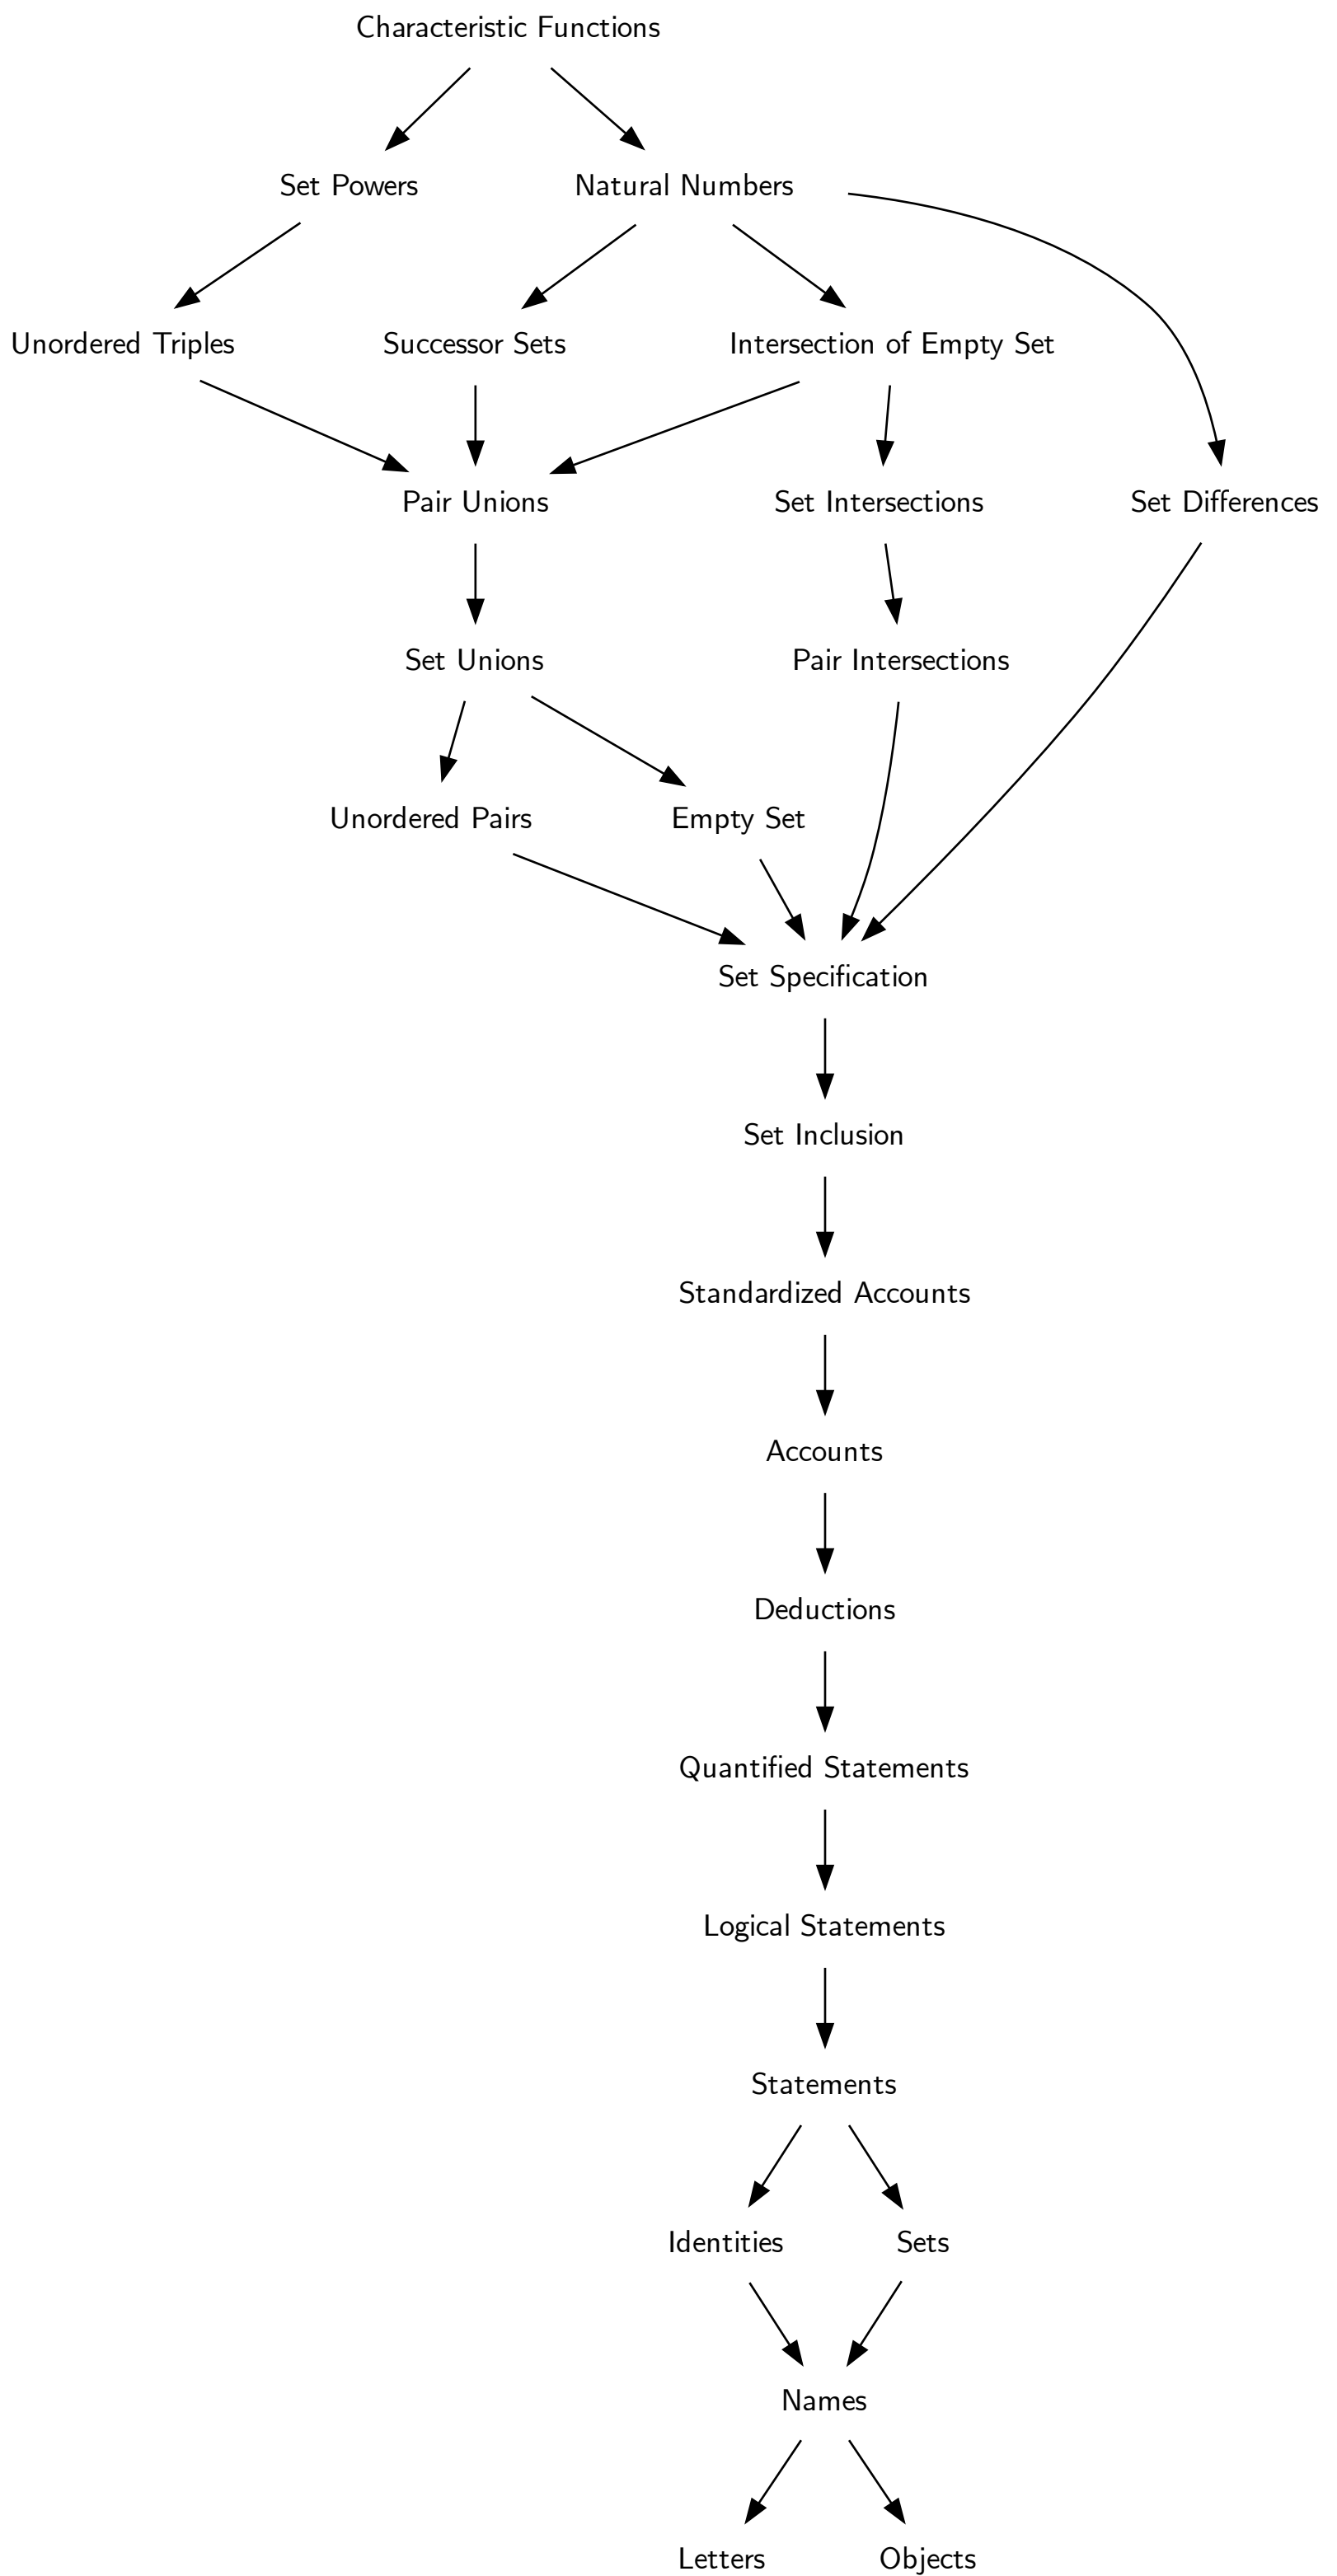 Characteristic Functions
Set Powers
Natural Numbers
Unordered Triples
Successor Sets
Intersection of Empty Set
Pair Unions
Set Intersections
Set Differences
Set Unions
Pair Intersections
Unordered Pairs
Empty Set
Set Specification
Set Inclusion
Standardized Accounts
Accounts
Deductions
Quantified Statements
Logical Statements
Statements
Identities
Sets
Names
Letters
Objects